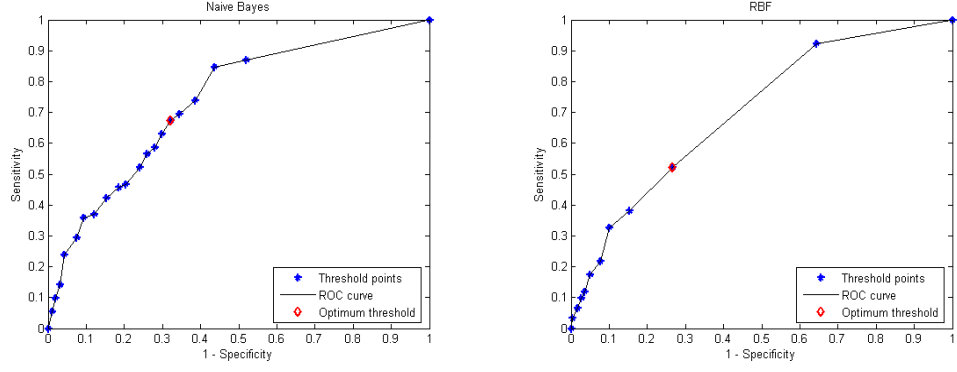 Naive Bayes
1
0.9
0.8
0.7
0.6
0.5
0.4
0.3
0.2
0.1
0
Sensitivity
Threshold points
ROC curve
Optimum threshold
0 0.1 0.2 0.3 0.4 0.5 0.6 0.7 0.8 0.9 1
1 - Specificity
RBF
1
0.9
0.8
0.7
0.6
0.5
0.4
0.3
0.2
0.1
0
Sensitivity
Threshold points
ROC curve
Optimum threshold
0 0.1 0.2 0.3 0.4 0.5 0.6 0.7 0.8 0.9 1
1 - Specificity